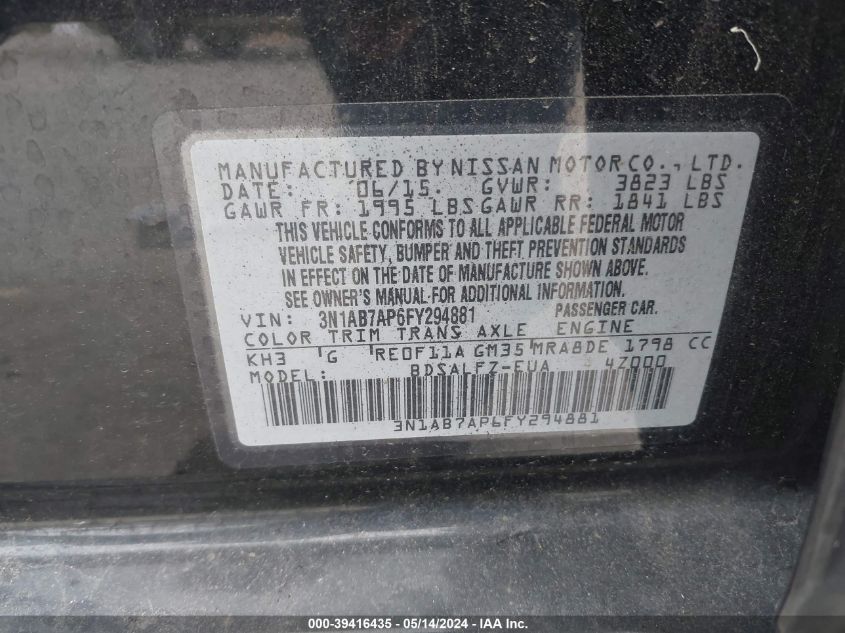 MANUFACTURED BY NISSAN MOTOR CO., LTD.
DATE: 06/15. GVWR: 3823 LBS
GAWR FR: 1995 LBS GAWR RR: 1841 LBS
THIS VEHICLE CONFORMS TO ALL APPLICABLE FEDERAL MOTOR
VEHICLE SAFETY, BUMPER AND THEFT PREVENTION STANDARDS
IN EFFECT ON THE DATE OF MANUFACTURE SHOWN ABOVE.
SEE OWNER'S MANUAL FOR ADDITIONAL INFORMATION.
VIN: 3N1AB7AP6FY294881 PASSENGER CAR.
COLOR TRIM TRANS AXLE ENGINE
KH3 G RE0F11A GM35 MRA8DE 1798 CC
MODEL: BDSALFZ-EUA 4Z000
3N1AB7AP6FY294881
000-39416435 - 05/14/2024 - IAA Inc.